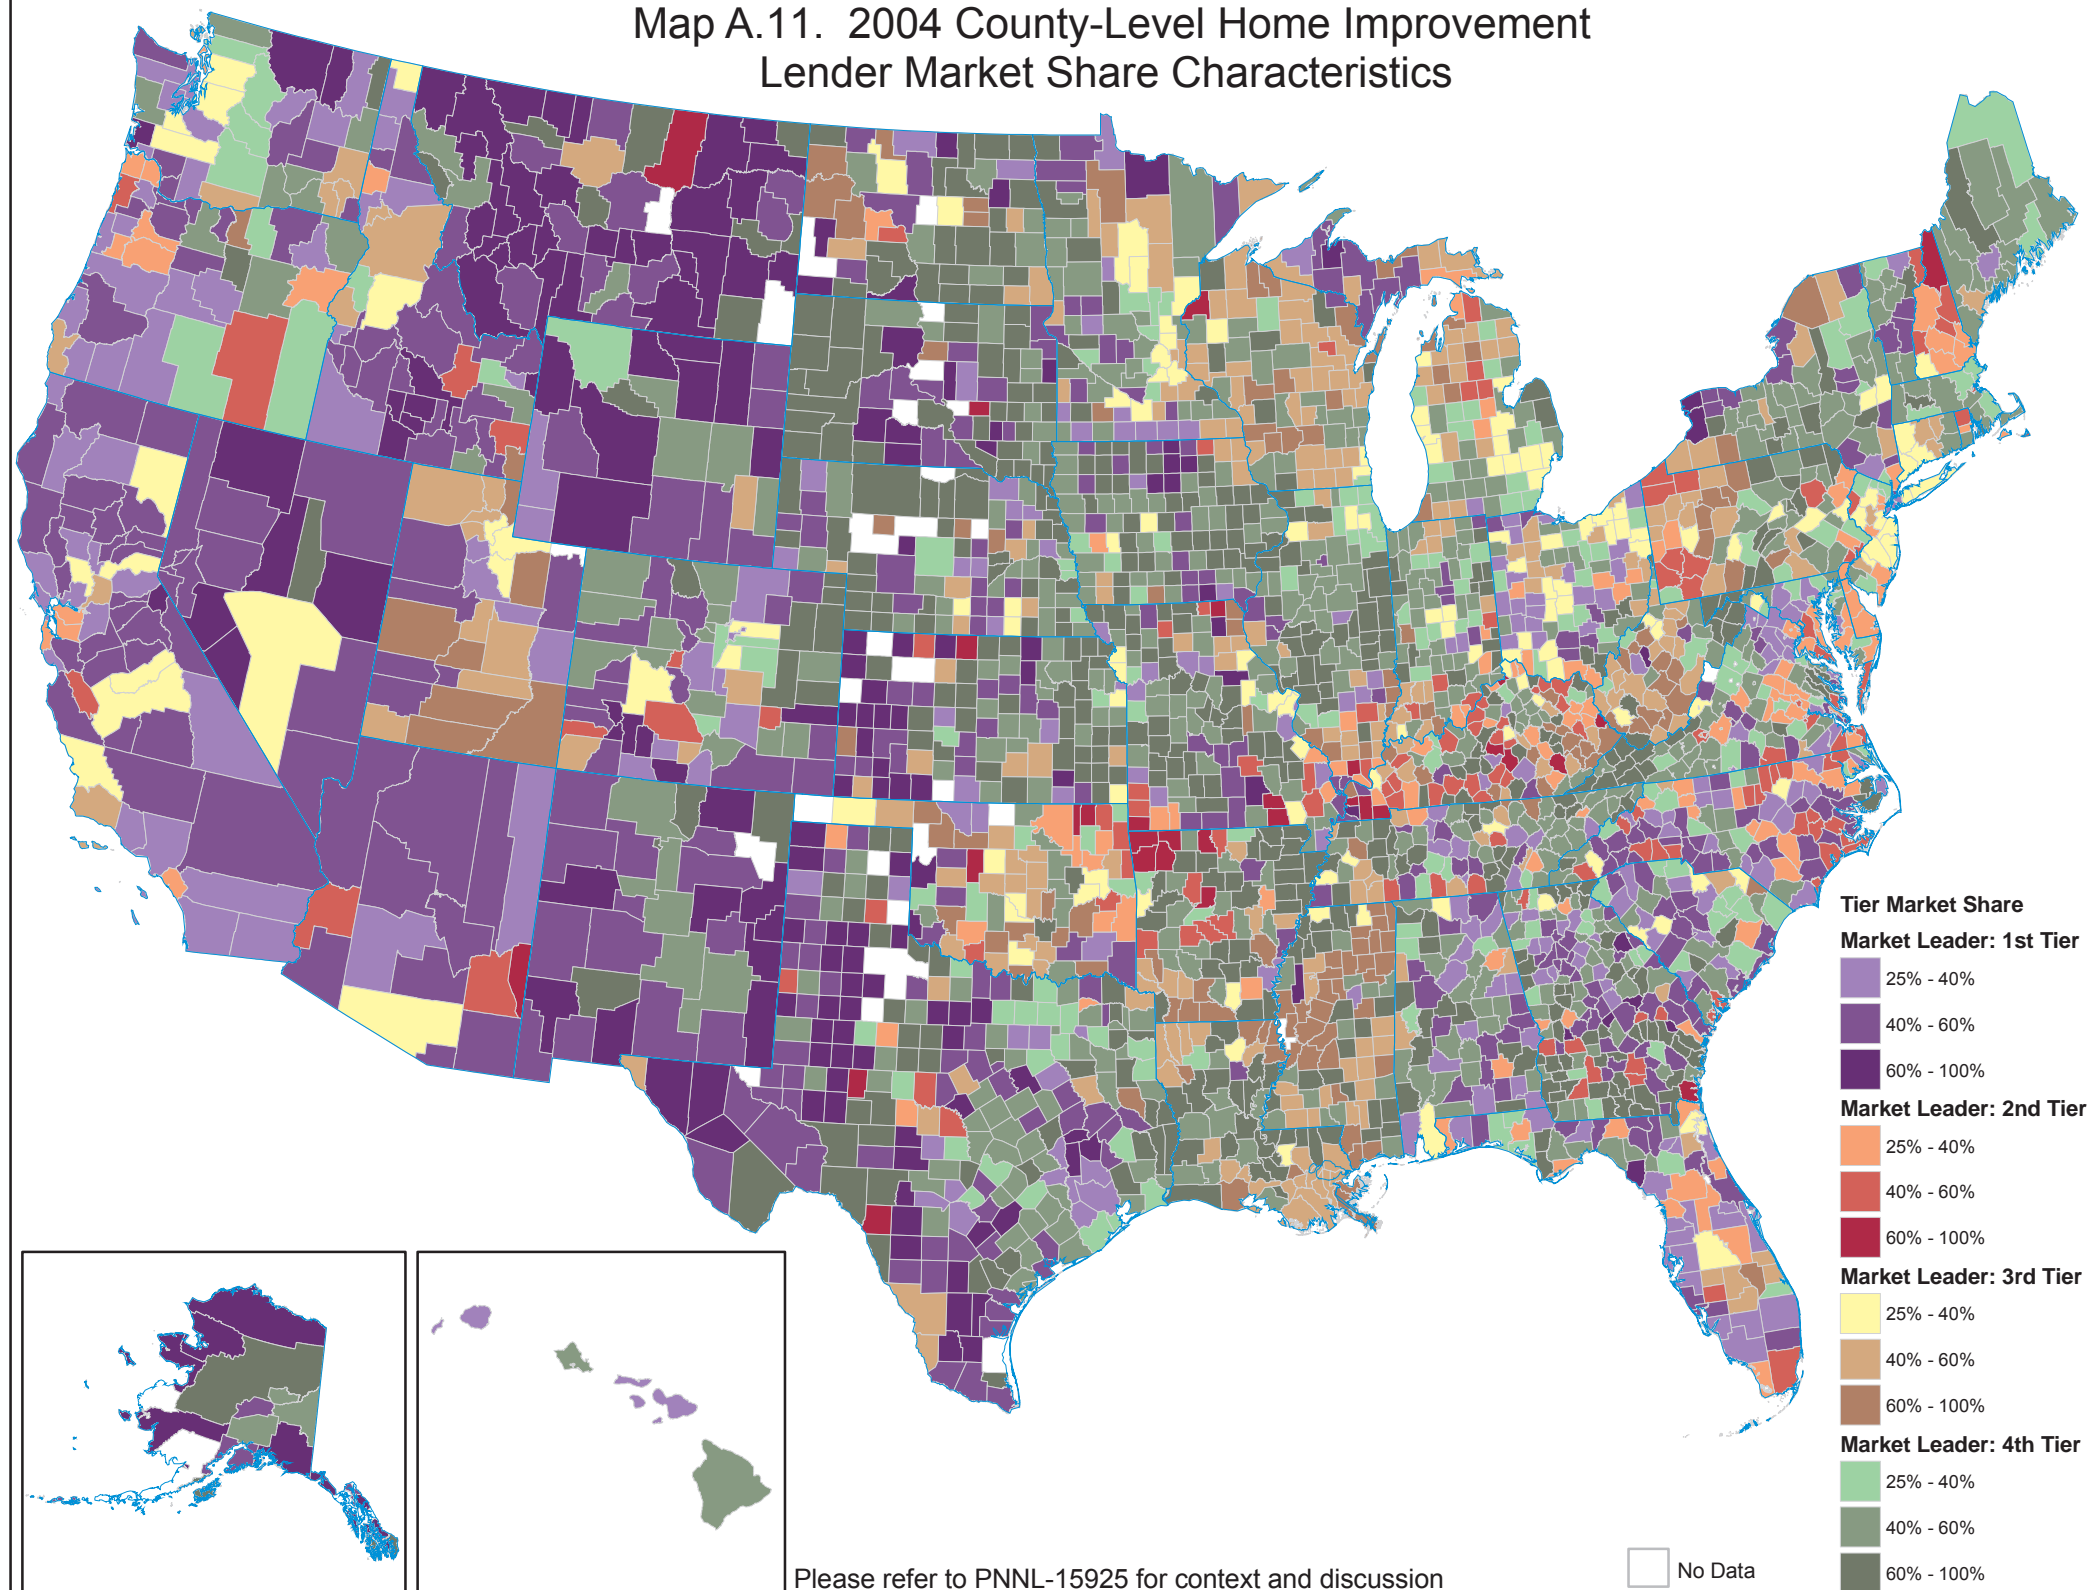 Map A.11.  2004 County-Level Home Improvement
Lender Market Share Characteristics
Tier Market Share
Market Leader: 1st Tier
25% - 40%
40% - 60%
60% - 100%
Market Leader: 2nd Tier
25% - 40%
40% - 60%
60% - 100%
Market Leader: 3rd Tier
25% - 40%
40% - 60%
60% - 100%
Market Leader: 4th Tier
25% - 40%
40% - 60%
60% - 100%
No Data
Please refer to PNNL-15925 for context and discussion